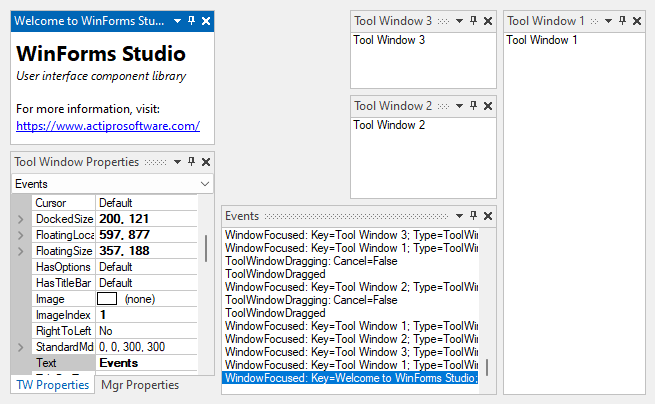 Welcome to WinForms Stu...
WinForms Studio
User interface component library
For more information, visit:
https://www.actiprosoftware.com/
Tool Window Properties
Events
Cursor Default
DockedSize 200, 121
FloatingLoca 597, 877
FloatingSize 357, 188
HasOptions Default
HasTitleBar Default
Image (none)
ImageIndex 1
RightToLeft No
StandardMd 0, 0, 300, 300
Text Events
TW Properties Mgr Properties
Tool Window 3
Tool Window 3
Tool Window 2
Tool Window 2
Events
WindowFocused: Key=Tool Window 3; Type=ToolWin
WindowFocused: Key=Tool Window 1; Type=ToolWin
ToolWindowDragging: Cancel=False
ToolWindowDragged
WindowFocused: Key=Tool Window 2; Type=ToolWin
ToolWindowDragging: Cancel=False
ToolWindowDragged
WindowFocused: Key=Tool Window 1; Type=ToolWin
WindowFocused: Key=Tool Window 2; Type=ToolWin
WindowFocused: Key=Tool Window 3; Type=ToolWin
WindowFocused: Key=Tool Window 1; Type=ToolWin
WindowFocused: Key=Welcome to WinForms Studio;
Tool Window 1
Tool Window 1